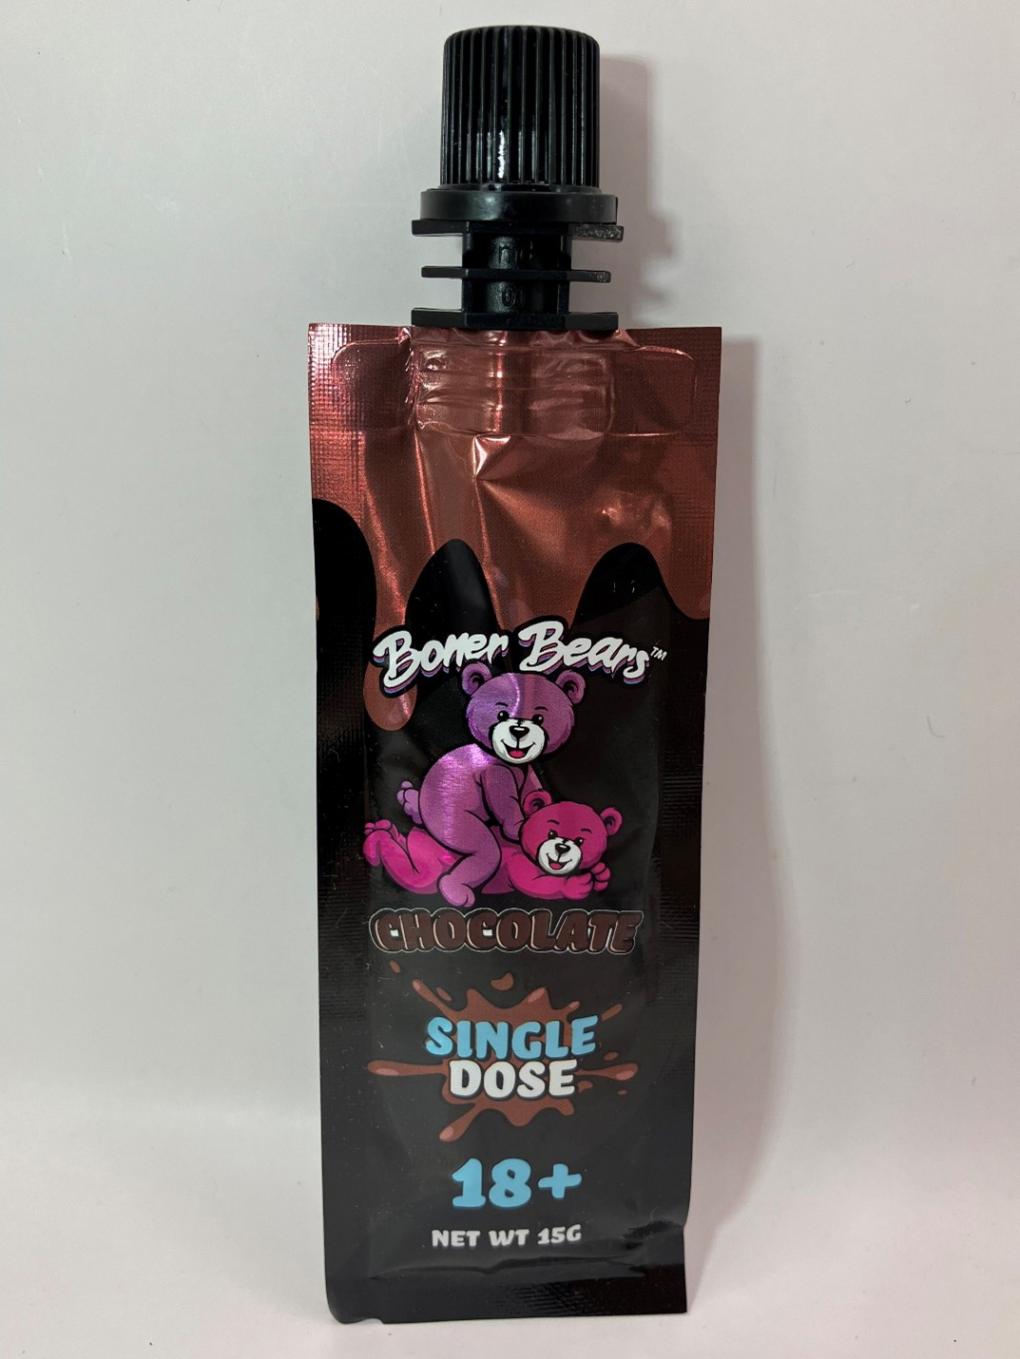 Boner Bears™
CHOCOLATE
SINGLE
DOSE
18+
NET WT 15G